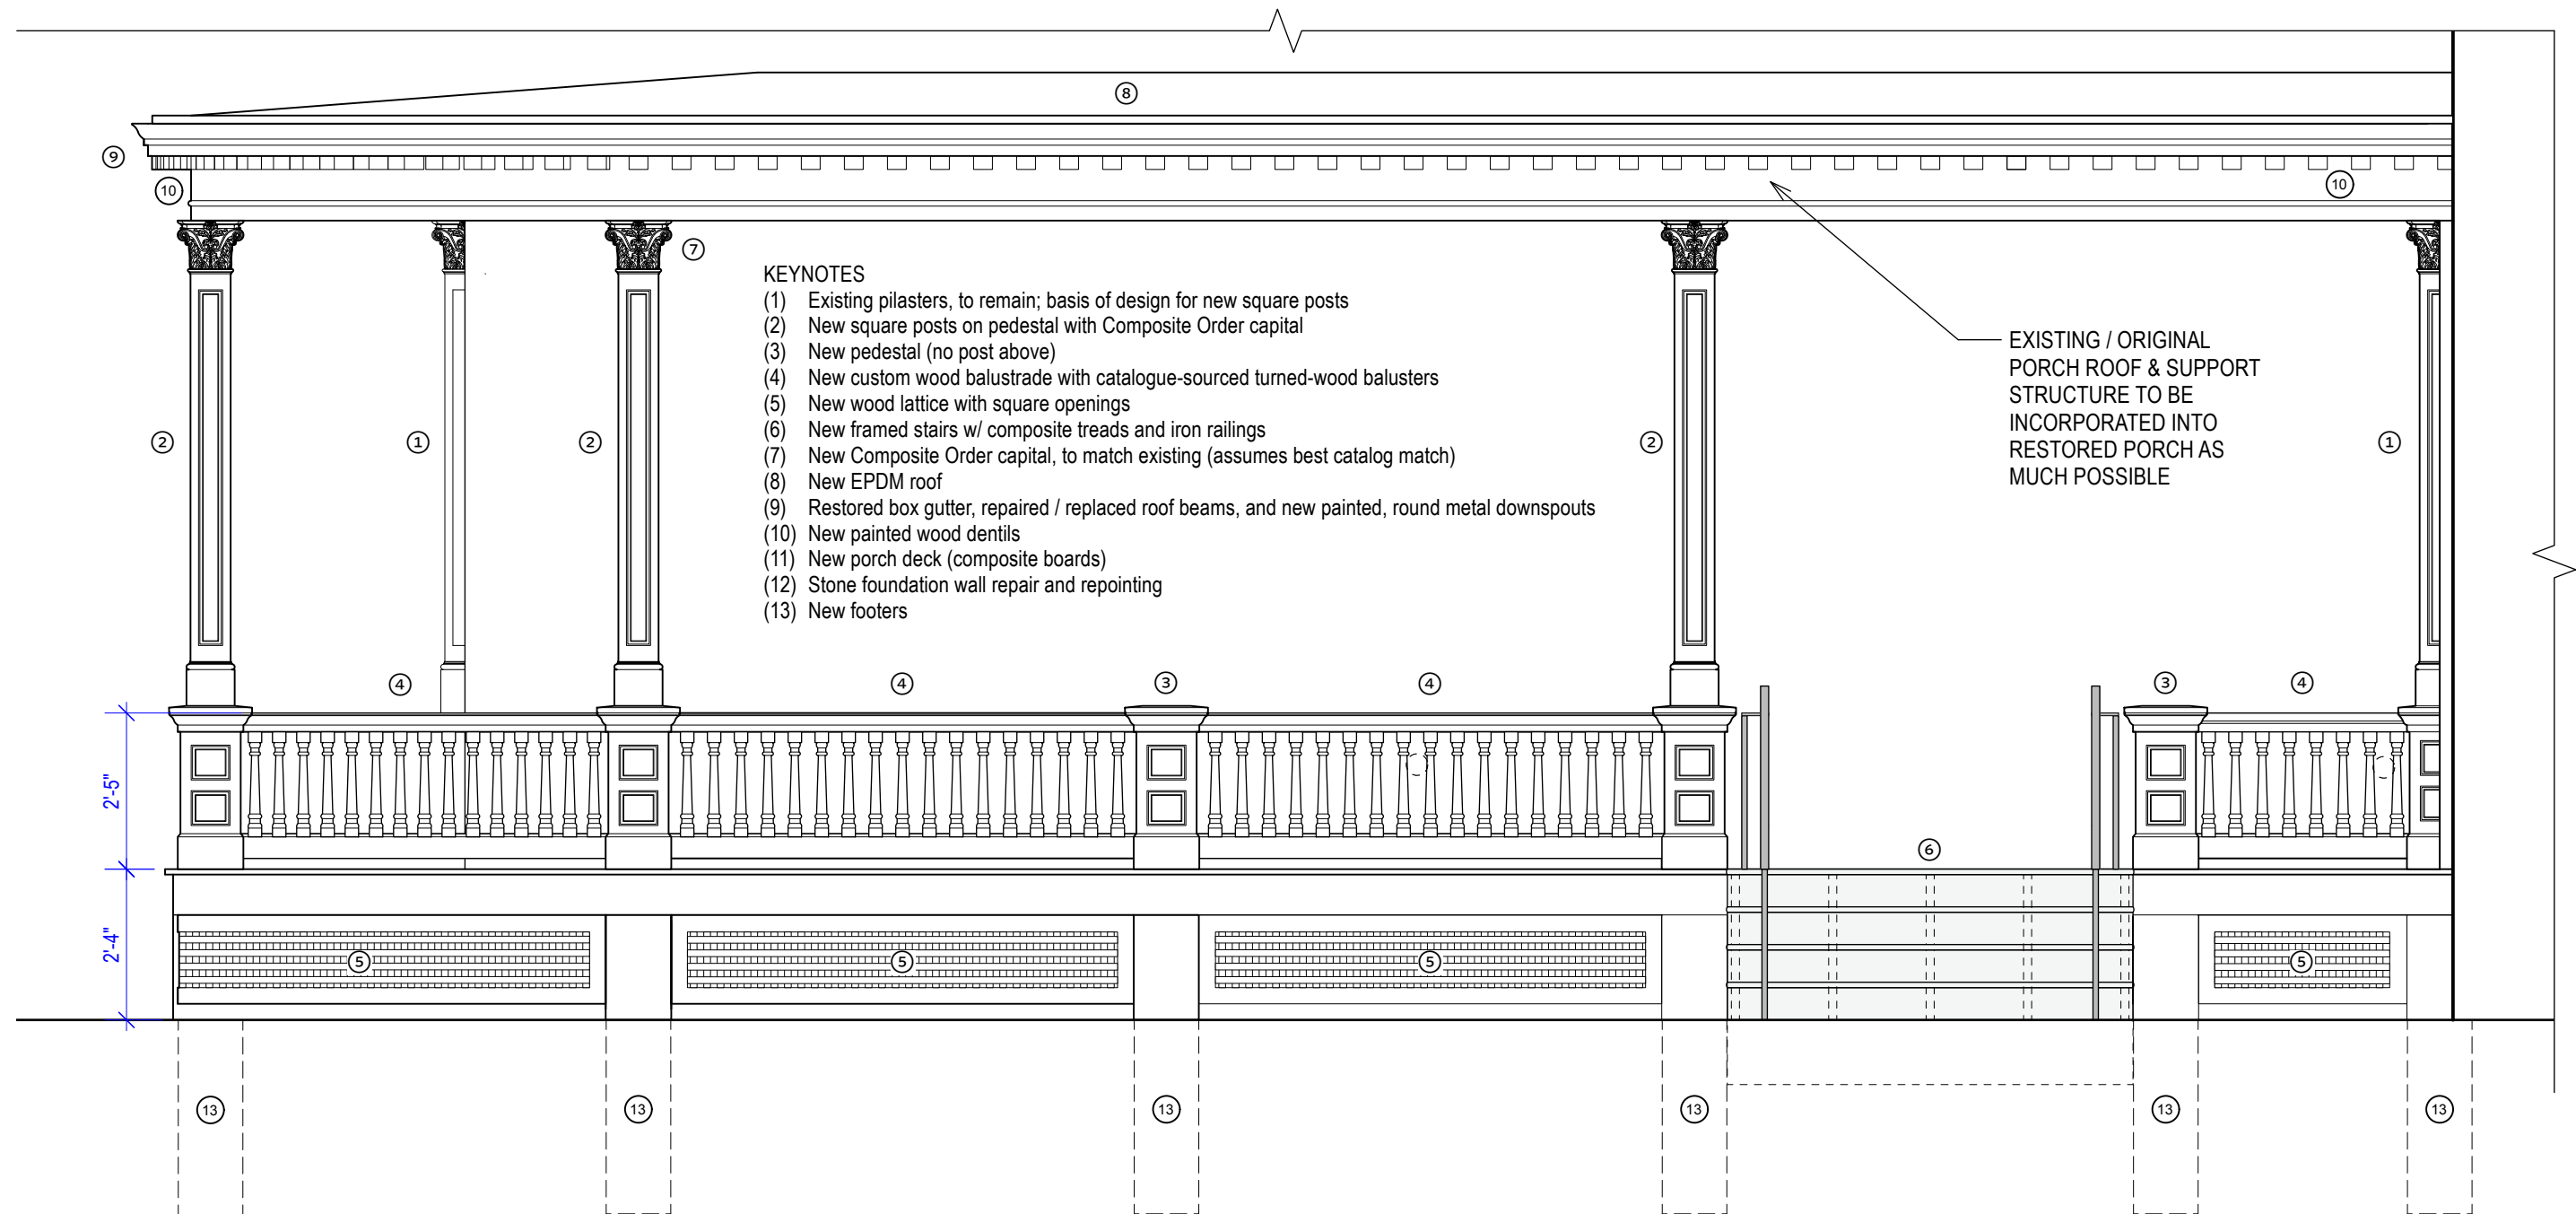 8
9
10
10
7
KEYNOTES
(1) Existing pilasters, to remain; basis of design for new square posts
(2) New square posts on pedestal with Composite Order capital
(3) New pedestal (no post above)
(4) New custom wood balustrade with catalogue-sourced turned-wood balusters
(5) New wood lattice with square openings
(6) New framed stairs w/ composite treads and iron railings
(7) New Composite Order capital, to match existing (assumes best catalog match)
(8) New EPDM roof
(9) Restored box gutter, repaired / replaced roof beams, and new painted, round metal downspouts
(10) New painted wood dentils
(11) New porch deck (composite boards)
(12) Stone foundation wall repair and repointing
(13) New footers
EXISTING / ORIGINAL
PORCH ROOF & SUPPORT
STRUCTURE TO BE
INCORPORATED INTO
RESTORED PORCH AS
MUCH POSSIBLE
2
1
2
2
1
4
4
3
4
3
4
2'-5"
6
2'-4"
5
5
5
5
13
13
13
13
13
13